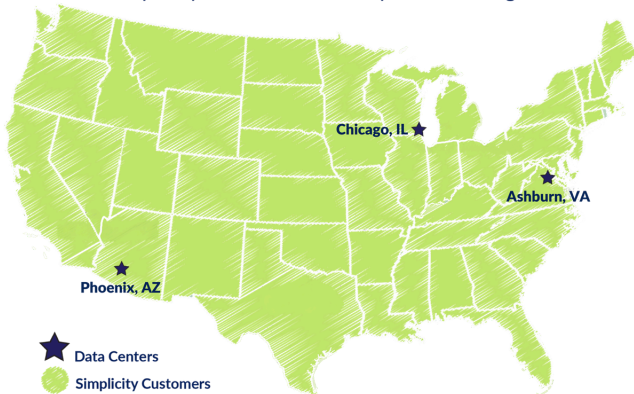 Chicago, IL
Ashburn, VA
Phoenix, AZ
Data Centers
Simplicity Customers